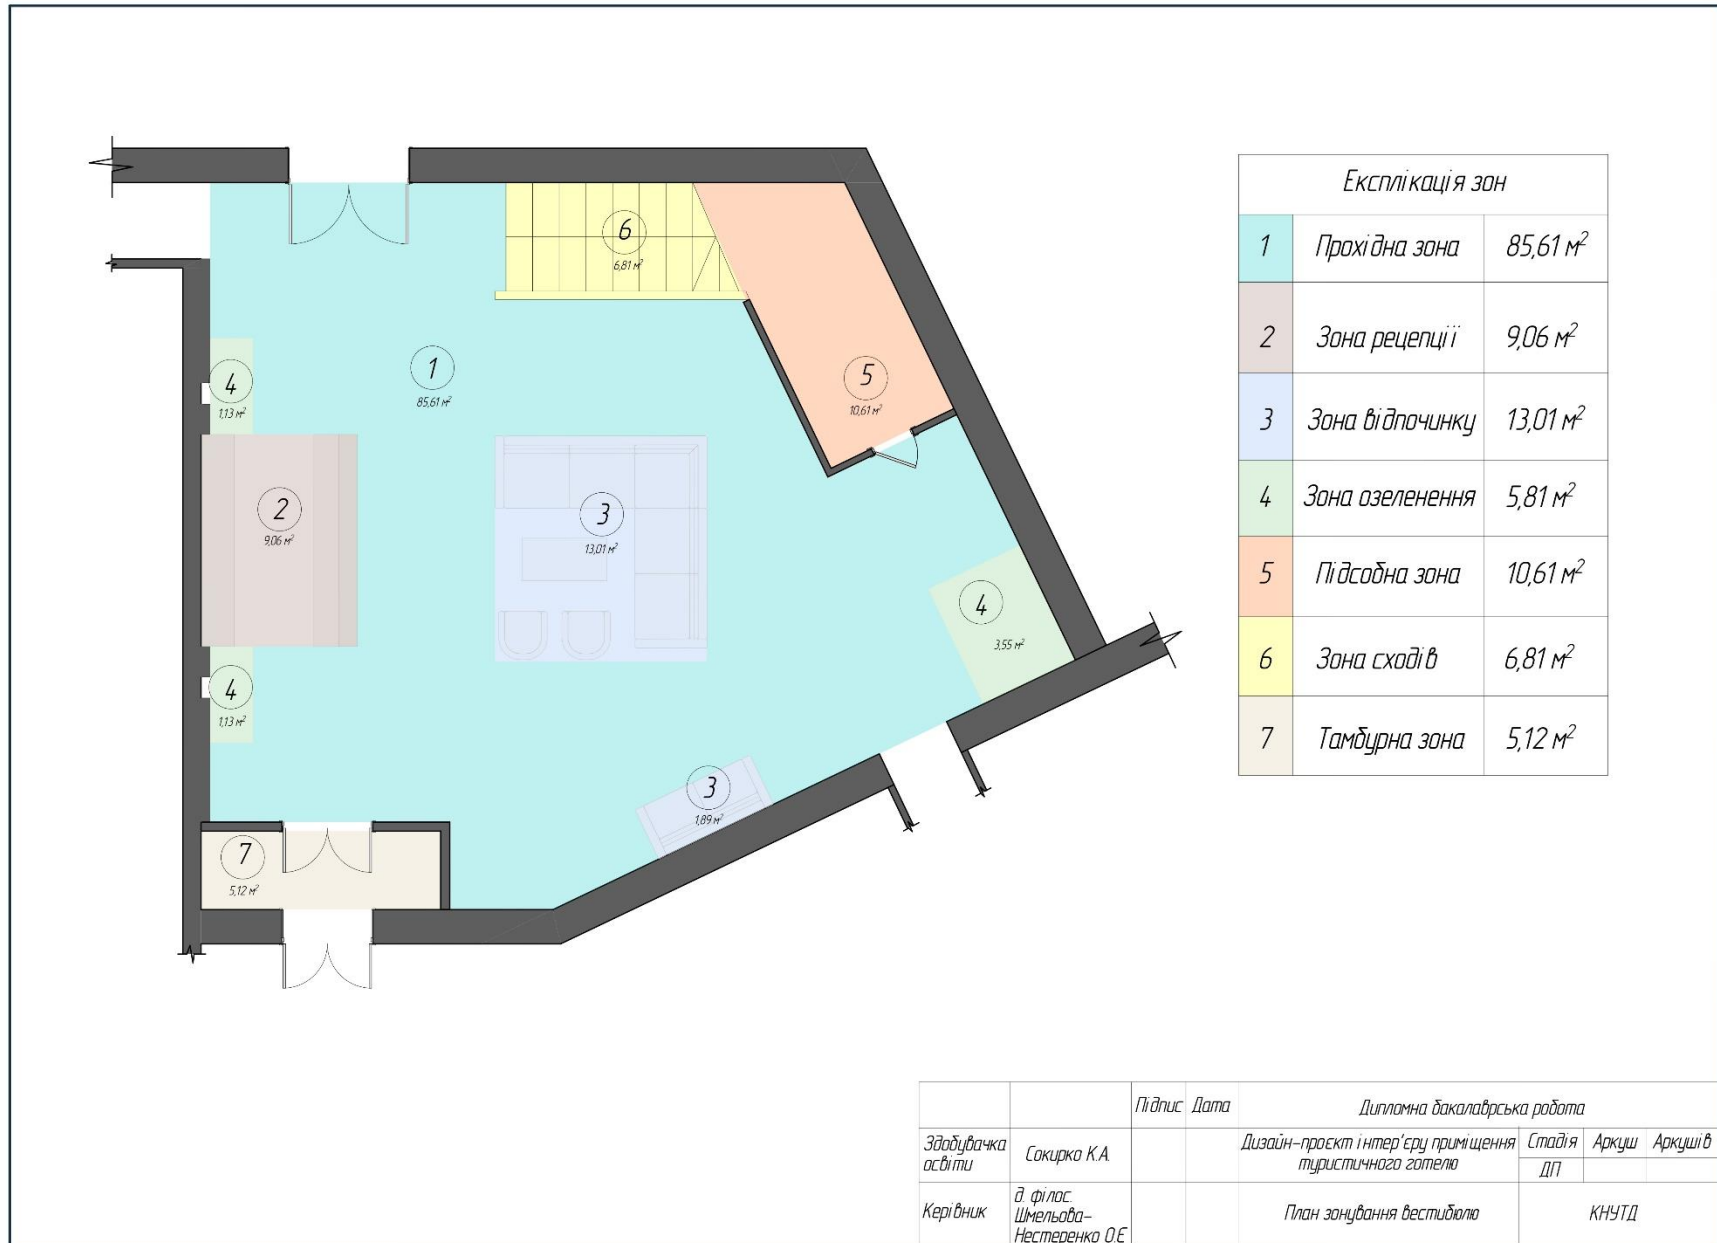 6
6,81 м²
1
85,61 м²
4
1,13 м²
5
10,61 м²
2
9,06 м²
3
13,01 м²
4
3,55 м²
4
1,13 м²
3
1,89 м²
7
5,12 м²
Експлікація зон
1 Прохідна зона 85,61 м²
2 Зона рецепції 9,06 м²
3 Зона відпочинку 13,01 м²
4 Зона озеленення 5,81 м²
5 Підсобна зона 10,61 м²
6 Зона сходів 6,81 м²
7 Тамбурна зона 5,12 м²
Підпис Дата Дипломна бакалаврська робота
Здобувачка
освіти
Сокирко К.А.
Дизайн-проєкт інтер'єру приміщення
туристичного готелю
Стадія Аркуш Аркушів
ДП
Керівник
д. філос.
Шмельова-
Нестеренко О.Є
План зонування вестибюлю
КНУТД